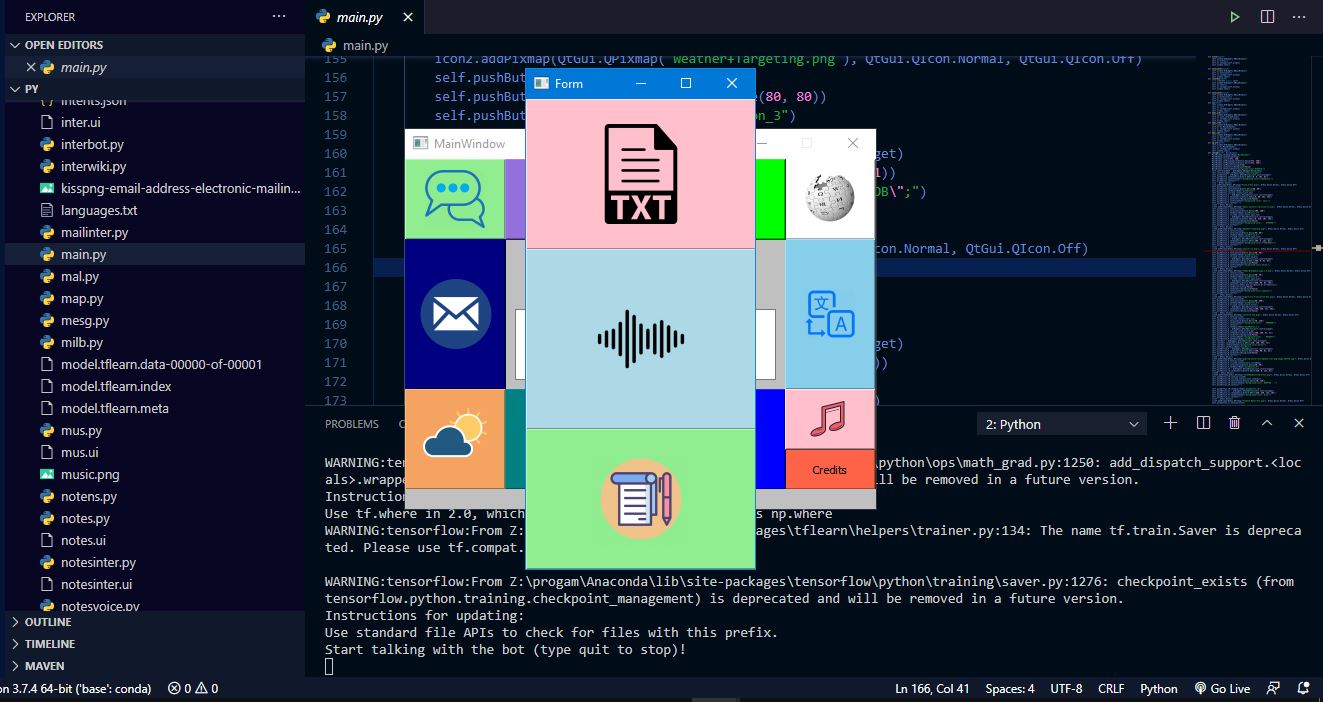 EXPLORER
OPEN EDITORS
main.py
PY
intents.json
inter.ui
interbot.py
interwiki.py
kisspng-email-address-electronic-mailin...
languages.txt
mailinter.py
main.py
mal.py
map.py
mesg.py
milb.py
model.tflearn.data-00000-of-00001
model.tflearn.index
model.tflearn.meta
mus.py
mus.ui
music.png
notens.py
notes.py
notes.ui
notesinter.py
notesinter.ui
notesvoice.py
OUTLINE
TIMELINE
MAVEN
main.py
main.py
155 icon2.addPixmap(QtGui.QPixmap("Weather+Targeting.png"), QtGui.QIcon.Normal, QtGui.QIcon.Off)
156 self.pushBut
157 self.pushBut (80, 80))
158 self.pushBut on_3")
159
160 get)
161 1))
162 DB\";")
163
164
165 con.Normal, QtGui.QIcon.Off)
166
167
168
169
170 get)
171 ))
172
173 )
Form
TXT
MainWindow
文
A
Credits
PROBLEMS
2: Python
WARNING:ten \python\ops\math_grad.py:1250: add_dispatch_support.<loc
als>.wrappe ll be removed in a future version.
Instruction
Use tf.where in 2.0, which s np.where
WARNING:tensorflow:From Z: ages\tflearn\helpers\trainer.py:134: The name tf.train.Saver is depreca
ted. Please use tf.compat.
WARNING:tensorflow:From Z:\progam\Anaconda\lib\site-packages\tensorflow\python\training\saver.py:1276: checkpoint_exists (from
tensorflow.python.training.checkpoint_management) is deprecated and will be removed in a future version.
Instructions for updating:
Use standard file APIs to check for files with this prefix.
Start talking with the bot (type quit to stop)!
on 3.7.4 64-bit ('base': conda) 0 0 Ln 166, Col 41 Spaces: 4 UTF-8 CRLF Python Go Live